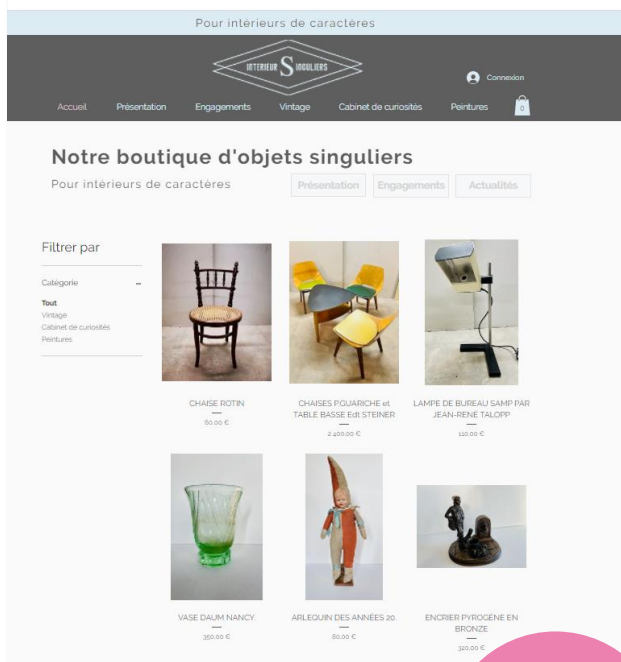 Pour intérieurs de caractères
INTERIEUR SINGULIERS
Connexion
Accueil Présentation Engagements Vintage Cabinet de curiosités Peintures 0
Notre boutique d'objets singuliers
Pour intérieurs de caractères
Présentation Engagements Actualités
Filtrer par
Catégorie –
Tout
Vintage
Cabinet de curiosités
Peintures
CHAISE ROTIN
60,00 €
CHAISES P.GUARICHE et
TABLE BASSE Edt STEINER
2 400,00 €
LAMPE DE BUREAU SAMP PAR
JEAN-RENÉ TALOPP
110,00 €
VASE DAUM NANCY.
350,00 €
ARLEQUIN DES ANNÉES 20.
80,00 €
ENCRIER PYROGÈNE EN
BRONZE
320,00 €